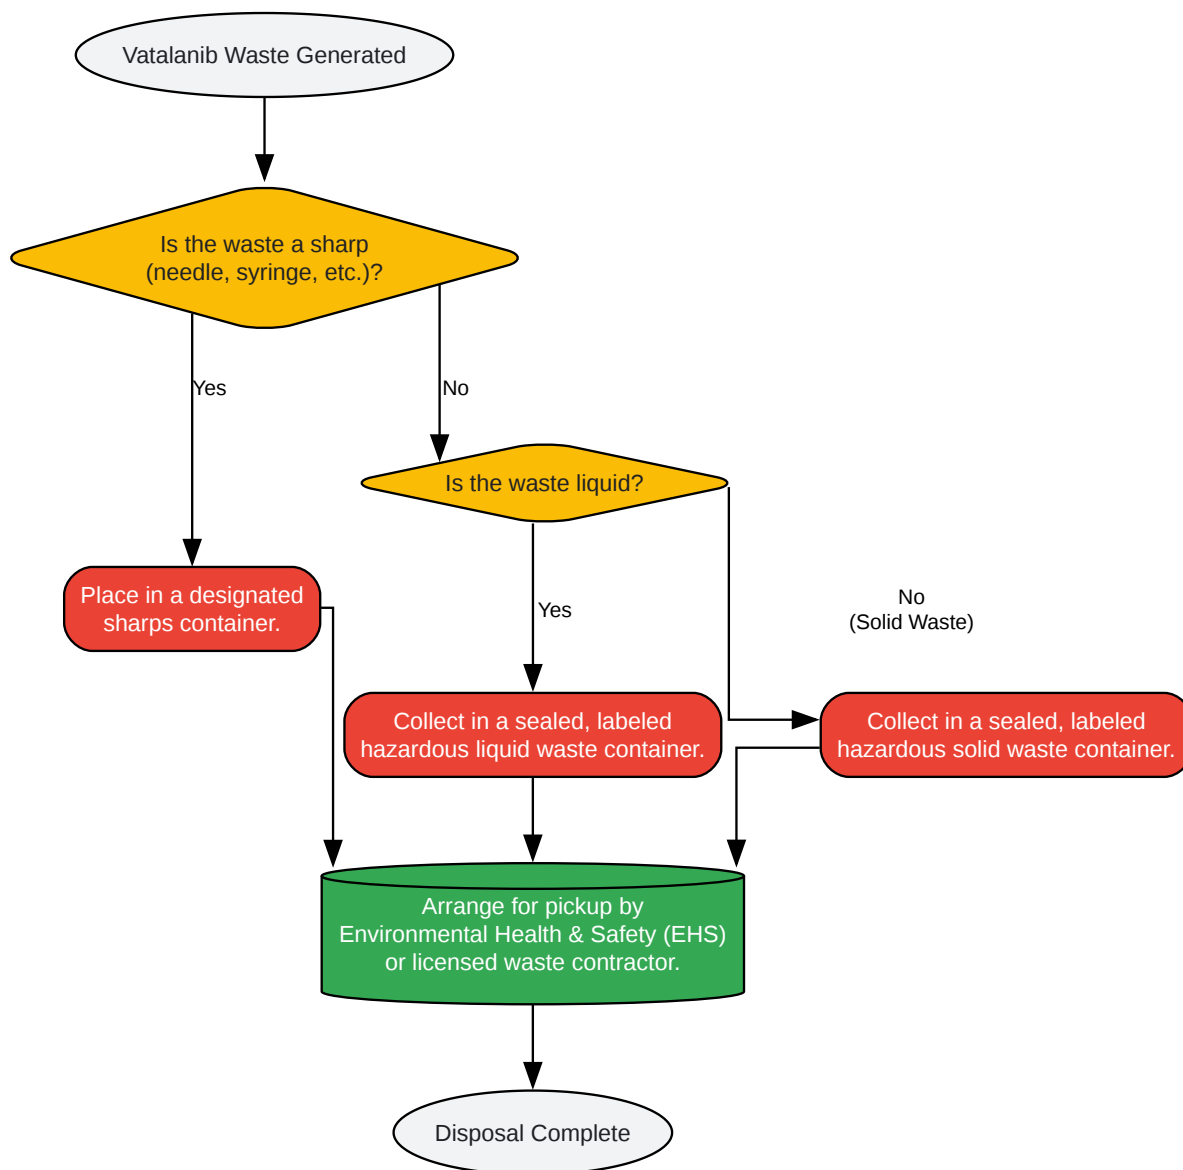 Vatalanib Waste Generated
Is the waste a sharp
(needle, syringe, etc.)?
Yes
No
Is the waste liquid?
Place in a designated
sharps container.
Yes
No
(Solid Waste)
Collect in a sealed, labeled
hazardous liquid waste container.
Collect in a sealed, labeled
hazardous solid waste container.
Arrange for pickup by
Environmental Health & Safety (EHS)
or licensed waste contractor.
Disposal Complete